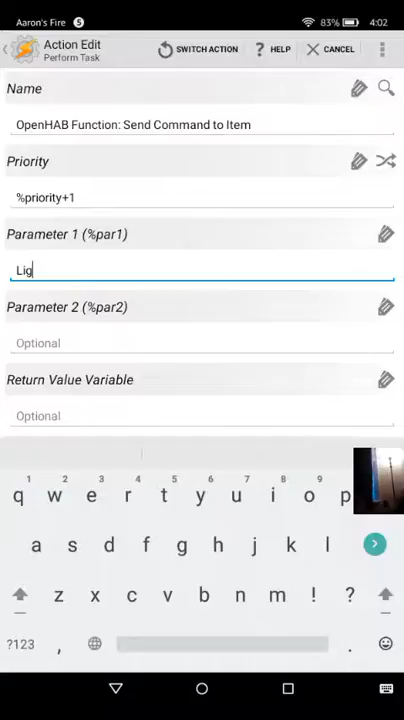 Aaron's Fire 5 83% 4:02
Action Edit
Perform Task
SWITCH ACTION ? HELP CANCEL
Name
OpenHAB Function: Send Command to Item
Priority
%priority+1
Parameter 1 (%par1)
Lig
Parameter 2 (%par2)
Optional
Return Value Variable
Optional
1 2 3 4 5 6 7 8 9
q w e r t y u i o p
a s d f g h j k l
z x c v b n m ! ?
?123 , .